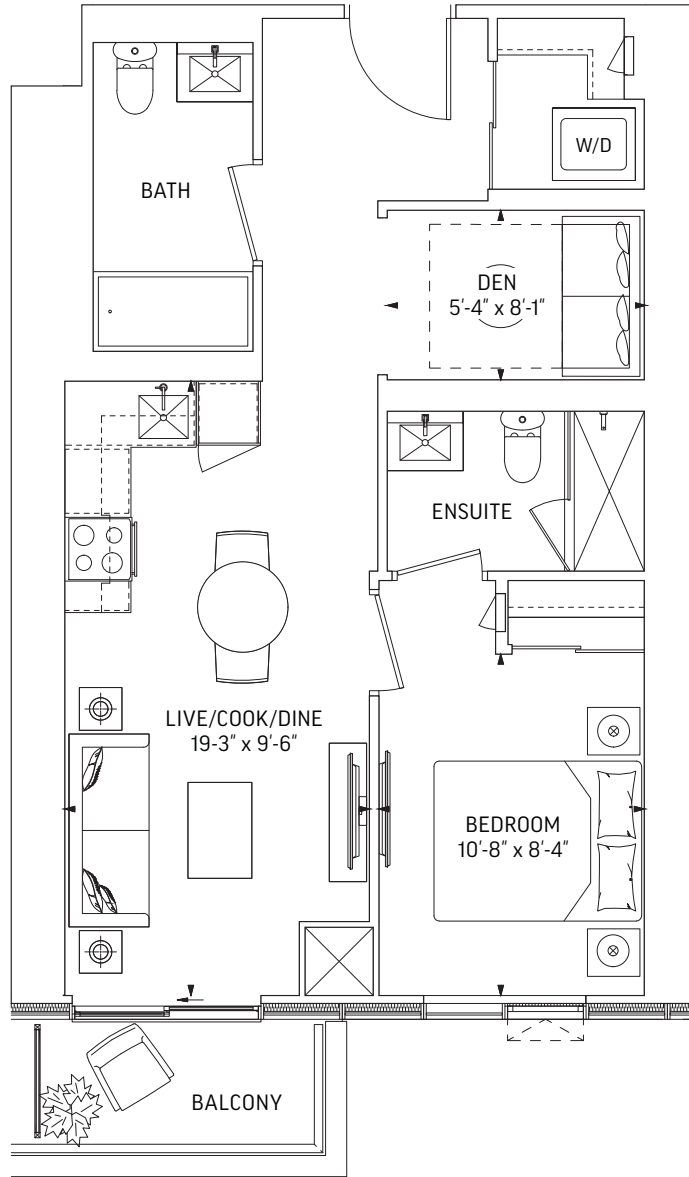 W/D
BATH
DEN
5'-4" x 8'-1"
ENSUITE
LIVE/COOK/DINE
19-3" x 9'-6"
BEDROOM
10'-8" x 8'-4"
BALCONY